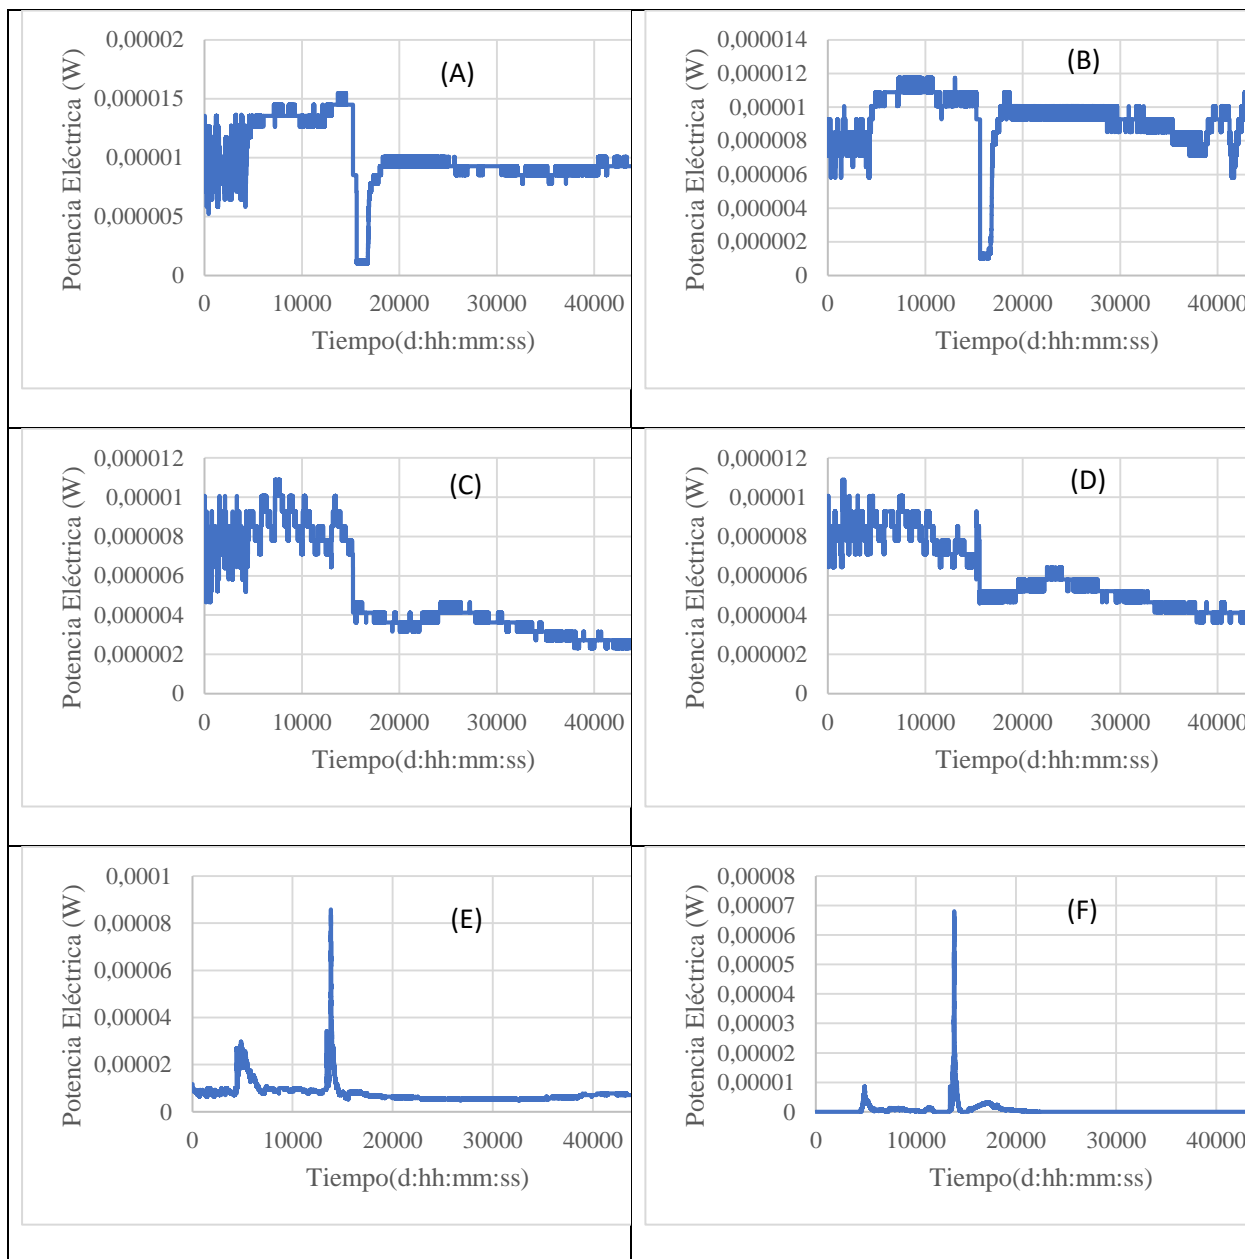 Potencia Eléctrica (W)
0,00002
0,000015
0,00001
0,000005
0
(A)
0 10000 20000 30000 40000
Tiempo(d:hh:mm:ss)
Potencia Eléctrica (W)
0,000014
0,000012
0,00001
0,000008
0,000006
0,000004
0,000002
0
(B)
0 10000 20000 30000 40000
Tiempo(d:hh:mm:ss)
Potencia Eléctrica (W)
0,000012
0,00001
0,000008
0,000006
0,000004
0,000002
0
(C)
0 10000 20000 30000 40000
Tiempo(d:hh:mm:ss)
Potencia Eléctrica (W)
0,000012
0,00001
0,000008
0,000006
0,000004
0,000002
0
(D)
0 10000 20000 30000 40000
Tiempo(d:hh:mm:ss)
Potencia Eléctrica (W)
0,0001
0,00008
0,00006
0,00004
0,00002
0
(E)
0 10000 20000 30000 40000
Tiempo(d:hh:mm:ss)
Potencia Eléctrica (W)
0,00008
0,00007
0,00006
0,00005
0,00004
0,00003
0,00002
0,00001
0
(F)
0 10000 20000 30000 40000
Tiempo(d:hh:mm:ss)